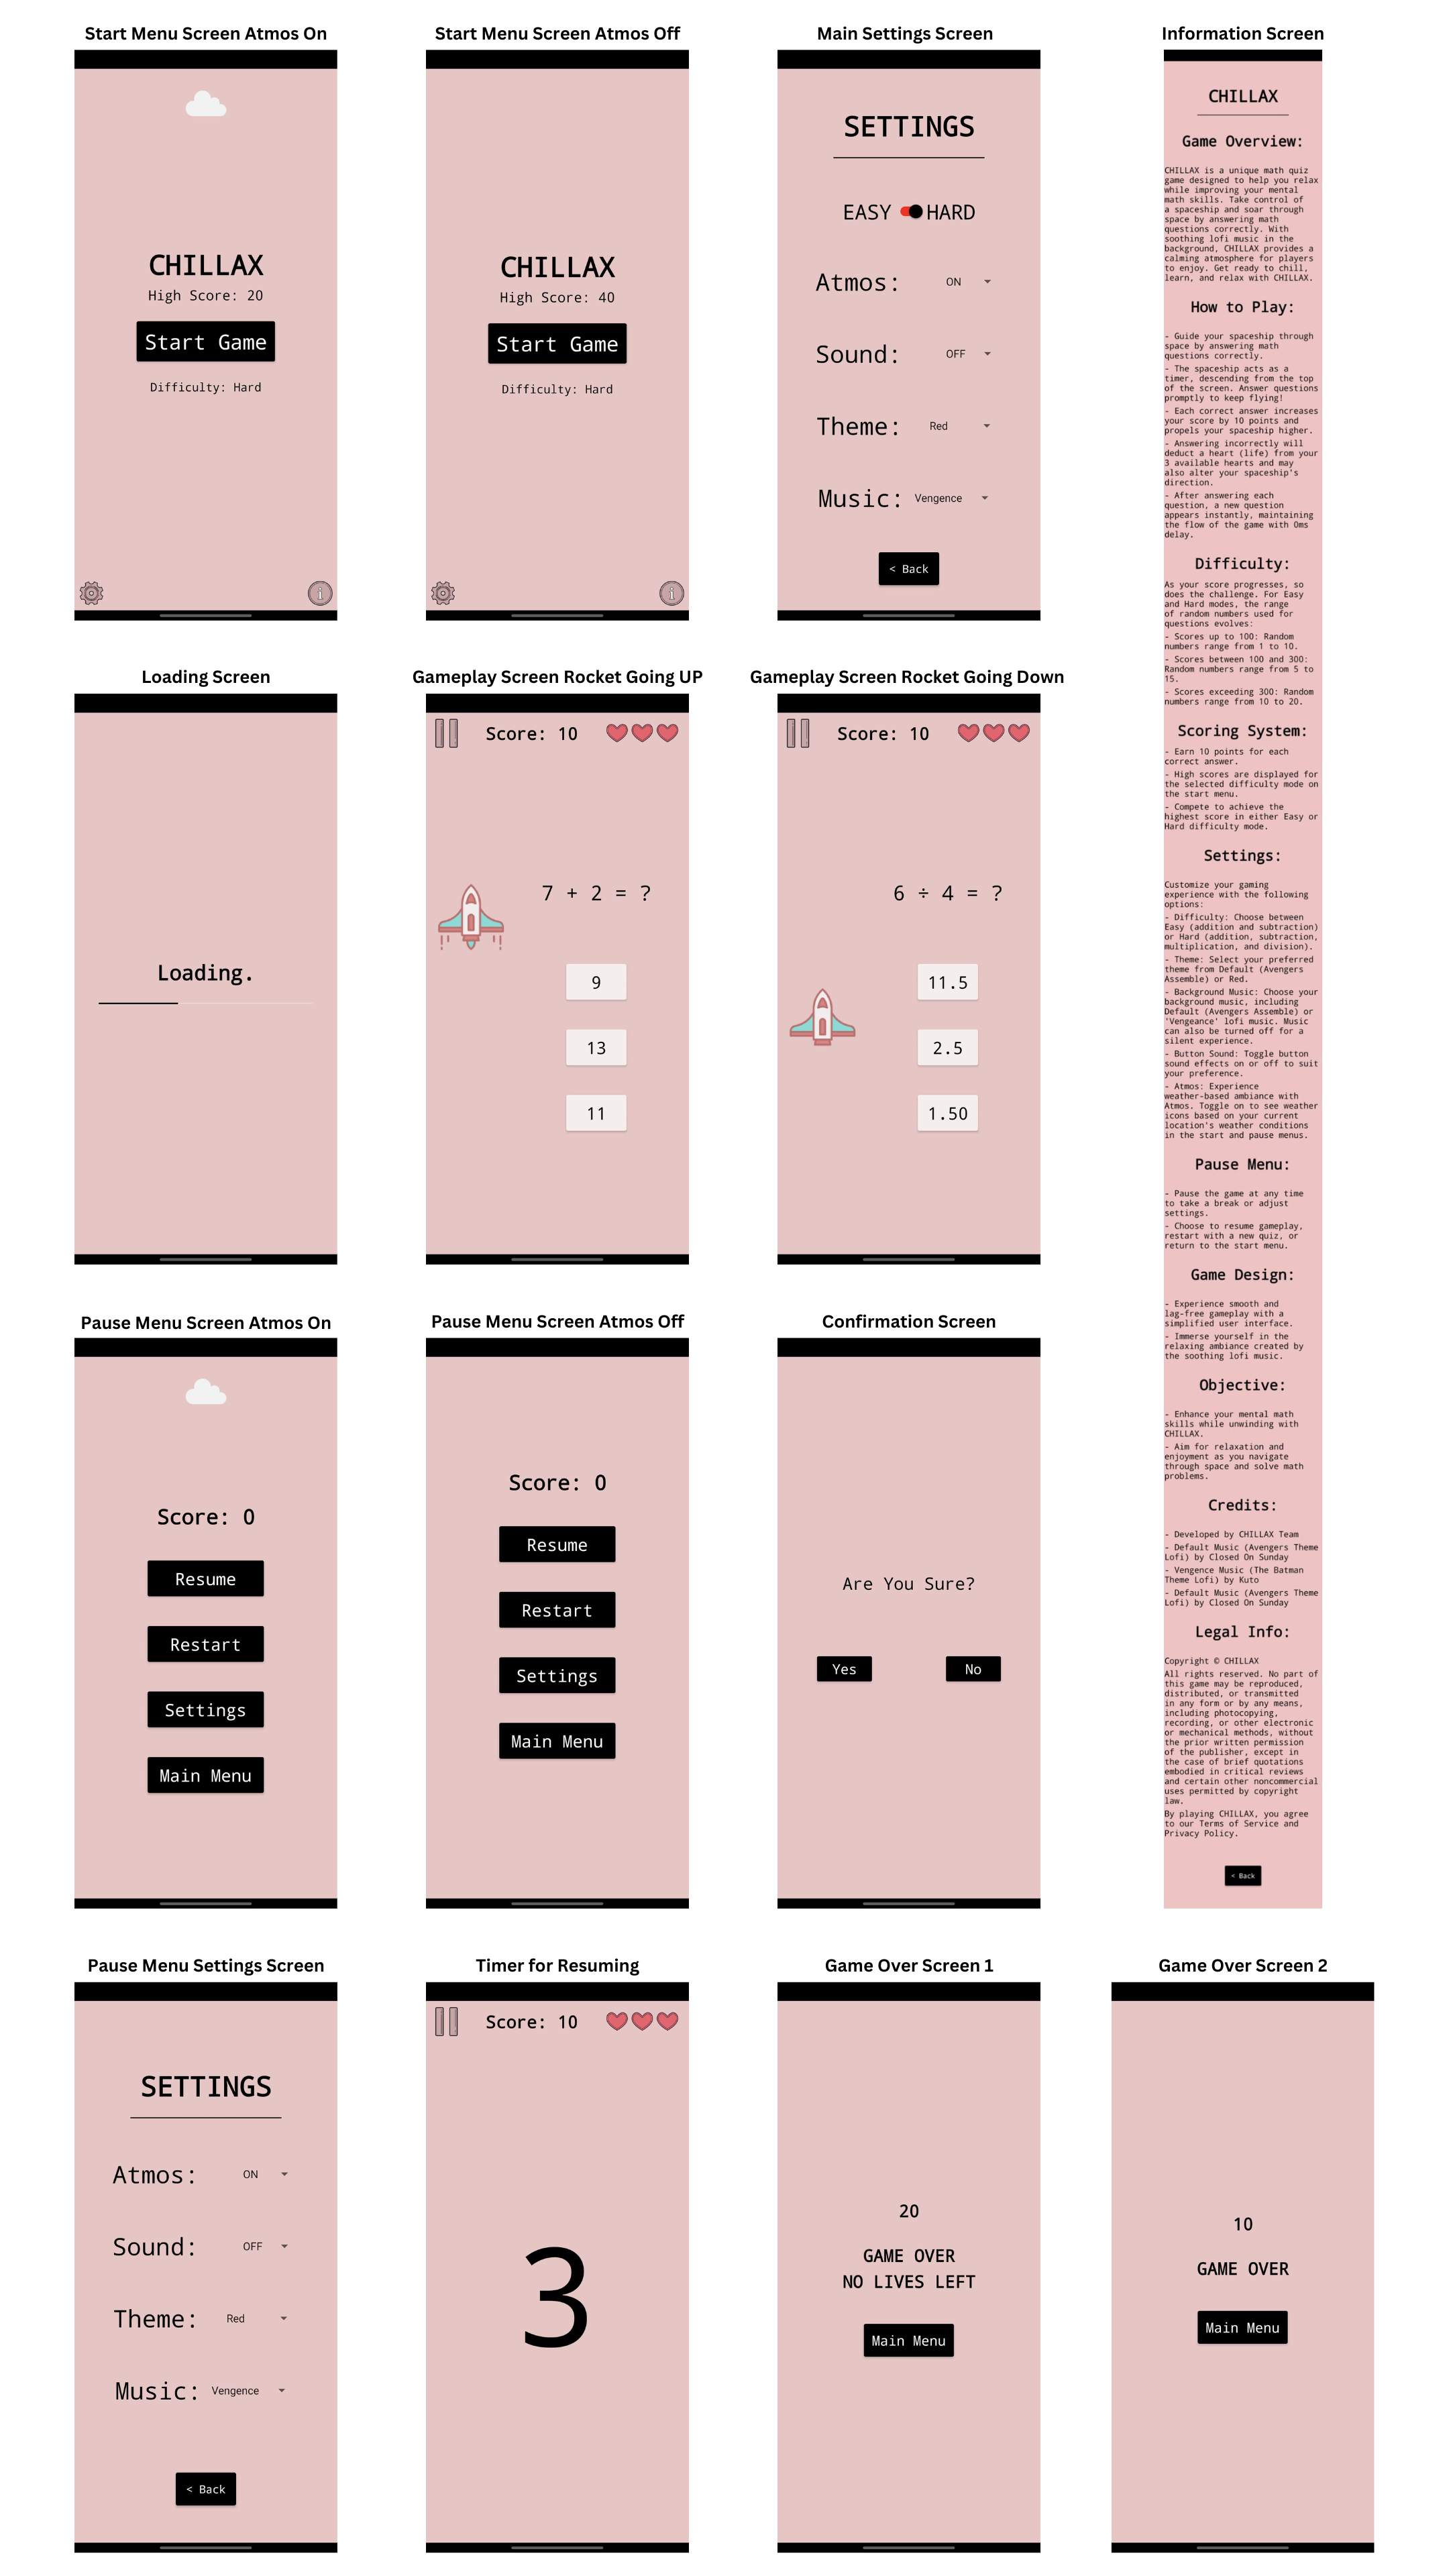 Start Menu Screen Atmos On
CHILLAX
High Score: 20
Start Game
Difficulty: Hard
Start Menu Screen Atmos Off
CHILLAX
High Score: 40
Start Game
Difficulty: Hard
Main Settings Screen
SETTINGS
EASY HARD
Atmos: ON
Sound: OFF
Theme: Red
Music: Vengence
< Back
Information Screen
CHILLAX
Game Overview:
CHILLAX is a unique math quiz
game designed to help you relax
while improving your mental
math skills. Take control of
a spaceship and soar through
space by answering math
questions correctly. With
soothing lofi music in the
background, CHILLAX provides a
calming atmosphere for players
to enjoy. Get ready to chill,
learn, and relax with CHILLAX.
How to Play:
- Guide your spaceship through
space by answering math
questions correctly.
- The spaceship acts as a
timer, descending from the top
of the screen. Answer questions
promptly to keep flying!
- Each correct answer increases
your score by 10 points and
propels your spaceship higher.
- Answering incorrectly will
deduct a heart (life) from your
3 available hearts and may
also alter your spaceship's
direction.
- After answering each
question, a new question
appears instantly, maintaining
the flow of the game with 0ms
delay.
Difficulty:
As your score progresses, so
does the challenge. For Easy
and Hard modes, the range
of random numbers used for
questions evolves:
- Scores up to 100: Random
numbers range from 1 to 10.
- Scores between 100 and 300:
Random numbers range from 5 to
15.
- Scores exceeding 300: Random
numbers range from 10 to 20.
Scoring System:
- Earn 10 points for each
correct answer.
- High scores are displayed for
the selected difficulty mode on
the start menu.
- Compete to achieve the
highest score in either Easy or
Hard difficulty mode.
Settings:
Customize your gaming
experience with the following
options:
- Difficulty: Choose between
Easy (addition and subtraction)
or Hard (addition, subtraction,
multiplication, and division).
- Theme: Select your preferred
theme from Default (Avengers
Assemble) or Red.
- Background Music: Choose your
background music, including
Default (Avengers Assemble) or
'Vengeance' lofi music. Music
can also be turned off for a
silent experience.
- Button Sound: Toggle button
sound effects on or off to suit
your preference.
- Atmos: Experience
weather-based ambiance with
Atmos. Toggle on to see weather
icons based on your current
location's weather conditions
in the start and pause menus.
Pause Menu:
- Pause the game at any time
to take a break or adjust
settings.
- Choose to resume gameplay,
restart with a new quiz, or
return to the start menu.
Game Design:
- Experience smooth and
lag-free gameplay with a
simplified user interface.
- Immerse yourself in the
relaxing ambiance created by
the soothing lofi music.
Objective:
- Enhance your mental math
skills while unwinding with
CHILLAX.
- Aim for relaxation and
enjoyment as you navigate
through space and solve math
problems.
Credits:
- Developed by CHILLAX Team
- Default Music (Avengers Theme
Lofi) by Closed On Sunday
- Vengence Music (The Batman
Theme Lofi) by Kuto
- Default Music (Avengers Theme
Lofi) by Closed On Sunday
Legal Info:
Copyright © CHILLAX
All rights reserved. No part of
this game may be reproduced,
distributed, or transmitted
in any form or by any means,
including photocopying,
recording, or other electronic
or mechanical methods, without
the prior written permission
of the publisher, except in
the case of brief quotations
embodied in critical reviews
and certain other noncommercial
uses permitted by copyright
law.
By playing CHILLAX, you agree
to our Terms of Service and
Privacy Policy.
< Back
Loading Screen
Loading.
Gameplay Screen Rocket Going UP
Score: 10
7 + 2 = ?
9
13
11
Gameplay Screen Rocket Going Down
Score: 10
6 ÷ 4 = ?
11.5
2.5
1.50
Pause Menu Screen Atmos On
Score: 0
Resume
Restart
Settings
Main Menu
Pause Menu Screen Atmos Off
Score: 0
Resume
Restart
Settings
Main Menu
Confirmation Screen
Are You Sure?
Yes No
Pause Menu Settings Screen
SETTINGS
Atmos: ON
Sound: OFF
Theme: Red
Music: Vengence
< Back
Timer for Resuming
Score: 10
3
Game Over Screen 1
20
GAME OVER
NO LIVES LEFT
Main Menu
Game Over Screen 2
10
GAME OVER
Main Menu